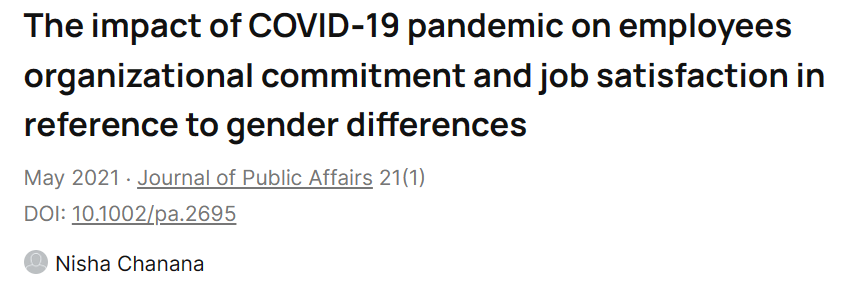 The impact of COVID-19 pandemic on employees
organizational commitment and job satisfaction in
reference to gender differences
May 2021 · Journal of Public Affairs 21(1)
DOI: 10.1002/pa.2695
Nisha Chanana